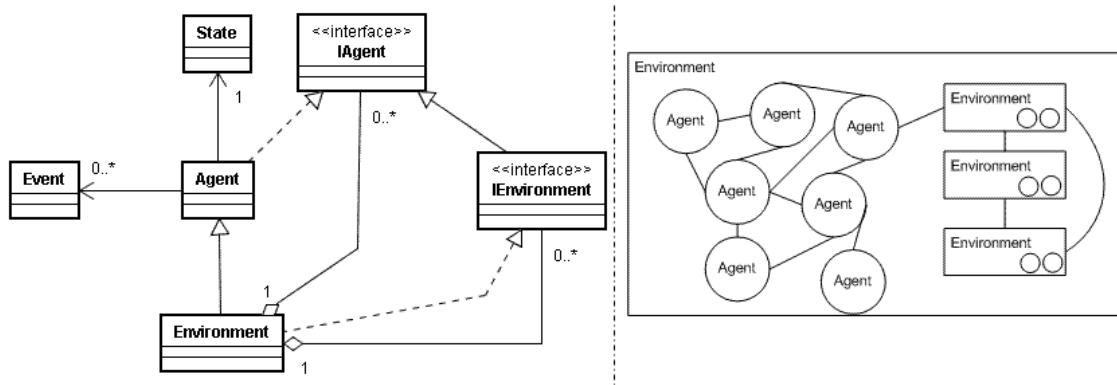 State
<<interface>>
IAgent
1
0..*
Event
0..*
Agent
<<interface>>
IEnvironment
0..*
1
Environment
1
Environment
Agent
Agent
Agent
Agent
Agent
Agent
Agent
Environment
Environment
Environment